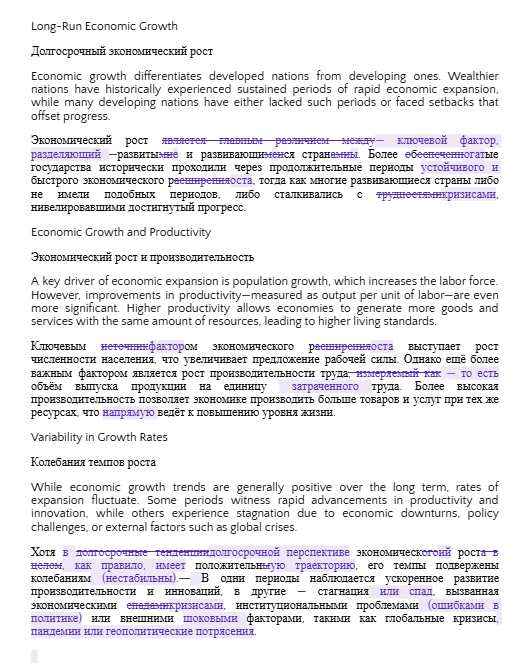 Long-Run Economic Growth
Долгосрочный экономический рост
Economic growth differentiates developed nations from developing ones. Wealthier
nations have historically experienced sustained periods of rapid economic expansion,
while many developing nations have either lacked such periods or faced setbacks that
offset progress.
Экономический рост является главным различием между– ключевой фактор,
разделяющий –развитымие и развивающимиеся странамиы. Более обеспеченногатые
государства исторически проходили через продолжительные периоды устойчивого и
быстрого экономического расширенияоста, тогда как многие развивающиеся страны либо
не имели подобных периодов, либо сталкивались с трудностямикризисами,
нивелировавшими достигнутый прогресс.
Economic Growth and Productivity
Экономический рост и производительность
A key driver of economic expansion is population growth, which increases the labor force.
However, improvements in productivity—measured as output per unit of labor—are even
more significant. Higher productivity allows economies to generate more goods and
services with the same amount of resources, leading to higher living standards.
Ключевым источникфактором экономического расширенияоста выступает рост
численности населения, что увеличивает предложение рабочей силы. Однако ещё более
важным фактором является рост производительности труда, измеряемый как – то есть
объём выпуска продукции на единицу затраченного труда. Более высокая
производительность позволяет экономике производить больше товаров и услуг при тех же
ресурсах, что напрямую ведёт к повышению уровня жизни.
Variability in Growth Rates
Колебания темпов роста
While economic growth trends are generally positive over the long term, rates of
expansion fluctuate. Some periods witness rapid advancements in productivity and
innovation, while others experience stagnation due to economic downturns, policy
challenges, or external factors such as global crises.
Хотя в долгосрочные тенденциидолгосрочной перспективе экономическогоий роста в
целом, как правило, имеет положительную траекторию, его темпы подвержены
колебаниям (нестабильны).— В одни периоды наблюдается ускоренное развитие
производительности и инноваций, в другие – стагнация или спад, вызванная
экономическими спадамикризисами, институциональными проблемами (ошибками в
политике) или внешними шоковыми факторами, такими как глобальные кризисы,
пандемии или геополитические потрясения.